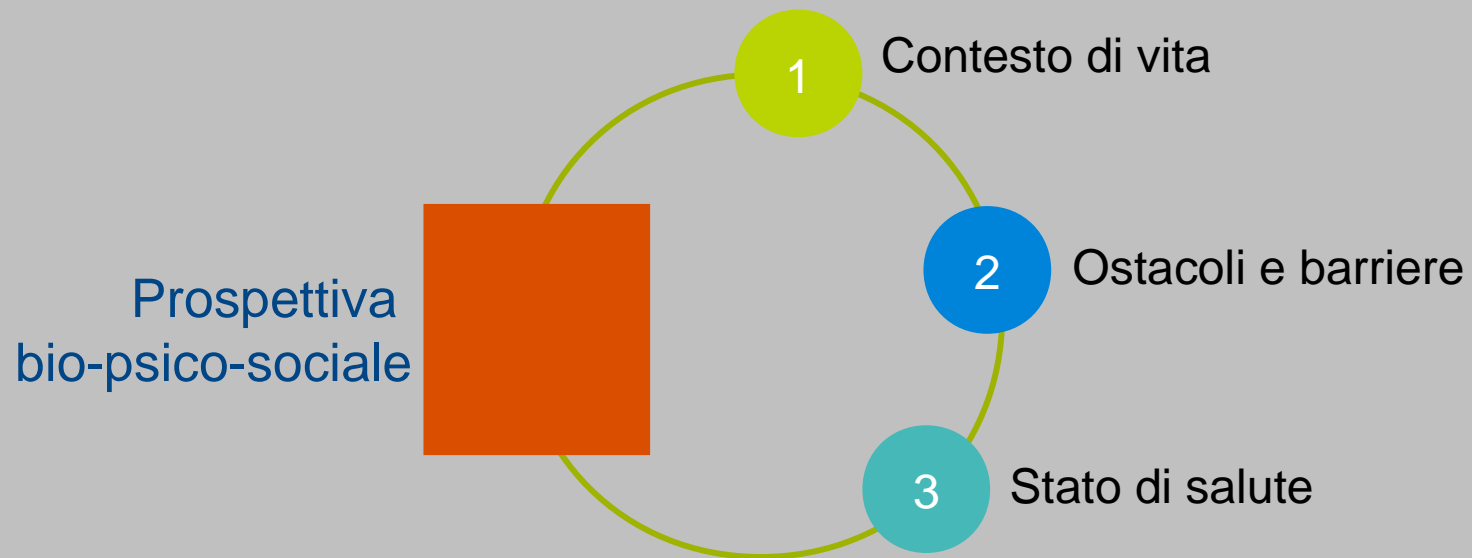 1
Contesto di vita
2
Ostacoli e barriere
Prospettiva
bio-psico-sociale
3
Stato di salute